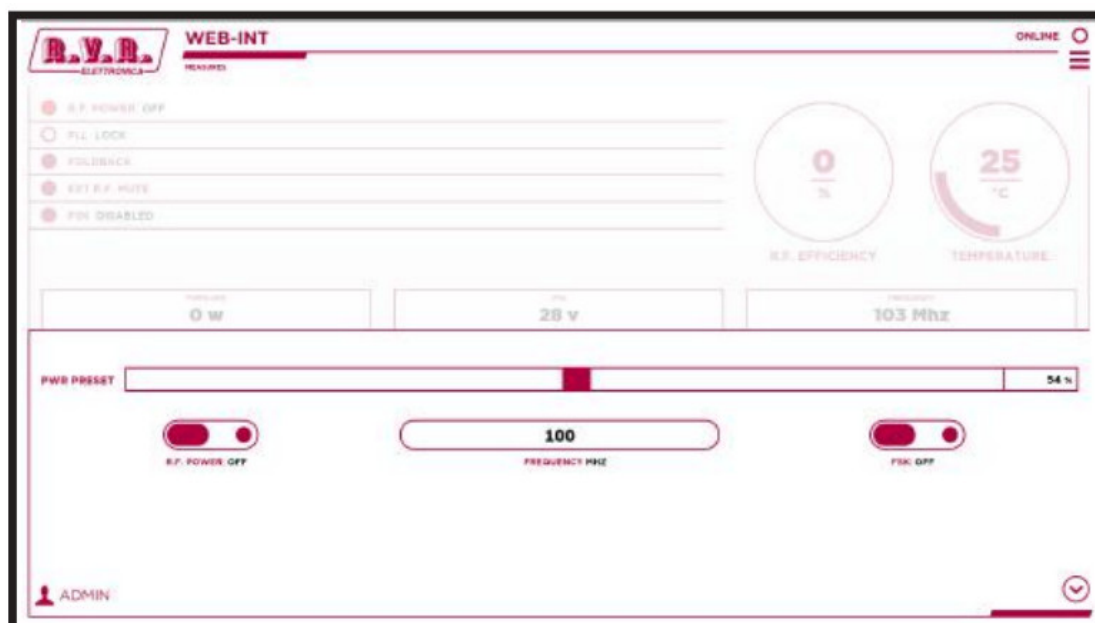 R.V.R.
ELETTRONICA
WEB-INT
MEASURES
ONLINE
R.F. POWER: OFF
PLL: LOCK
FOLDBACK
EXT R.F. MUTE
FSK: DISABLED
0
%
R.F. EFFICIENCY
25
°C
TEMPERATURE
0 w
28 v
FREQUENCY
103 Mhz
PWR PRESET
54 %
R.F. POWER: OFF
100
FREQUENCY MHZ
FSK: OFF
ADMIN